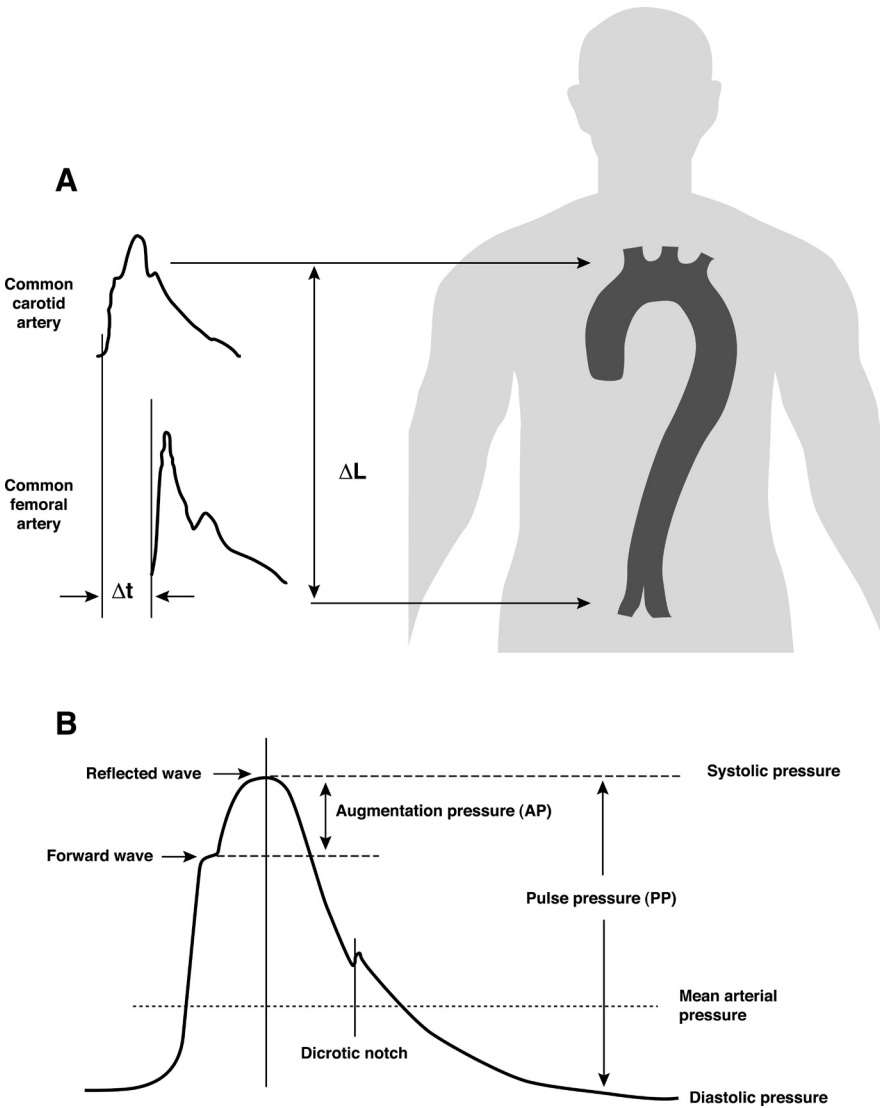 A
Common
carotid
artery
Common
femoral
artery
ΔL
Δt
B
Reflected wave
Systolic pressure
Augmentation pressure (AP)
Forward wave
Pulse pressure (PP)
Mean arterial
pressure
Dicrotic notch
Diastolic pressure